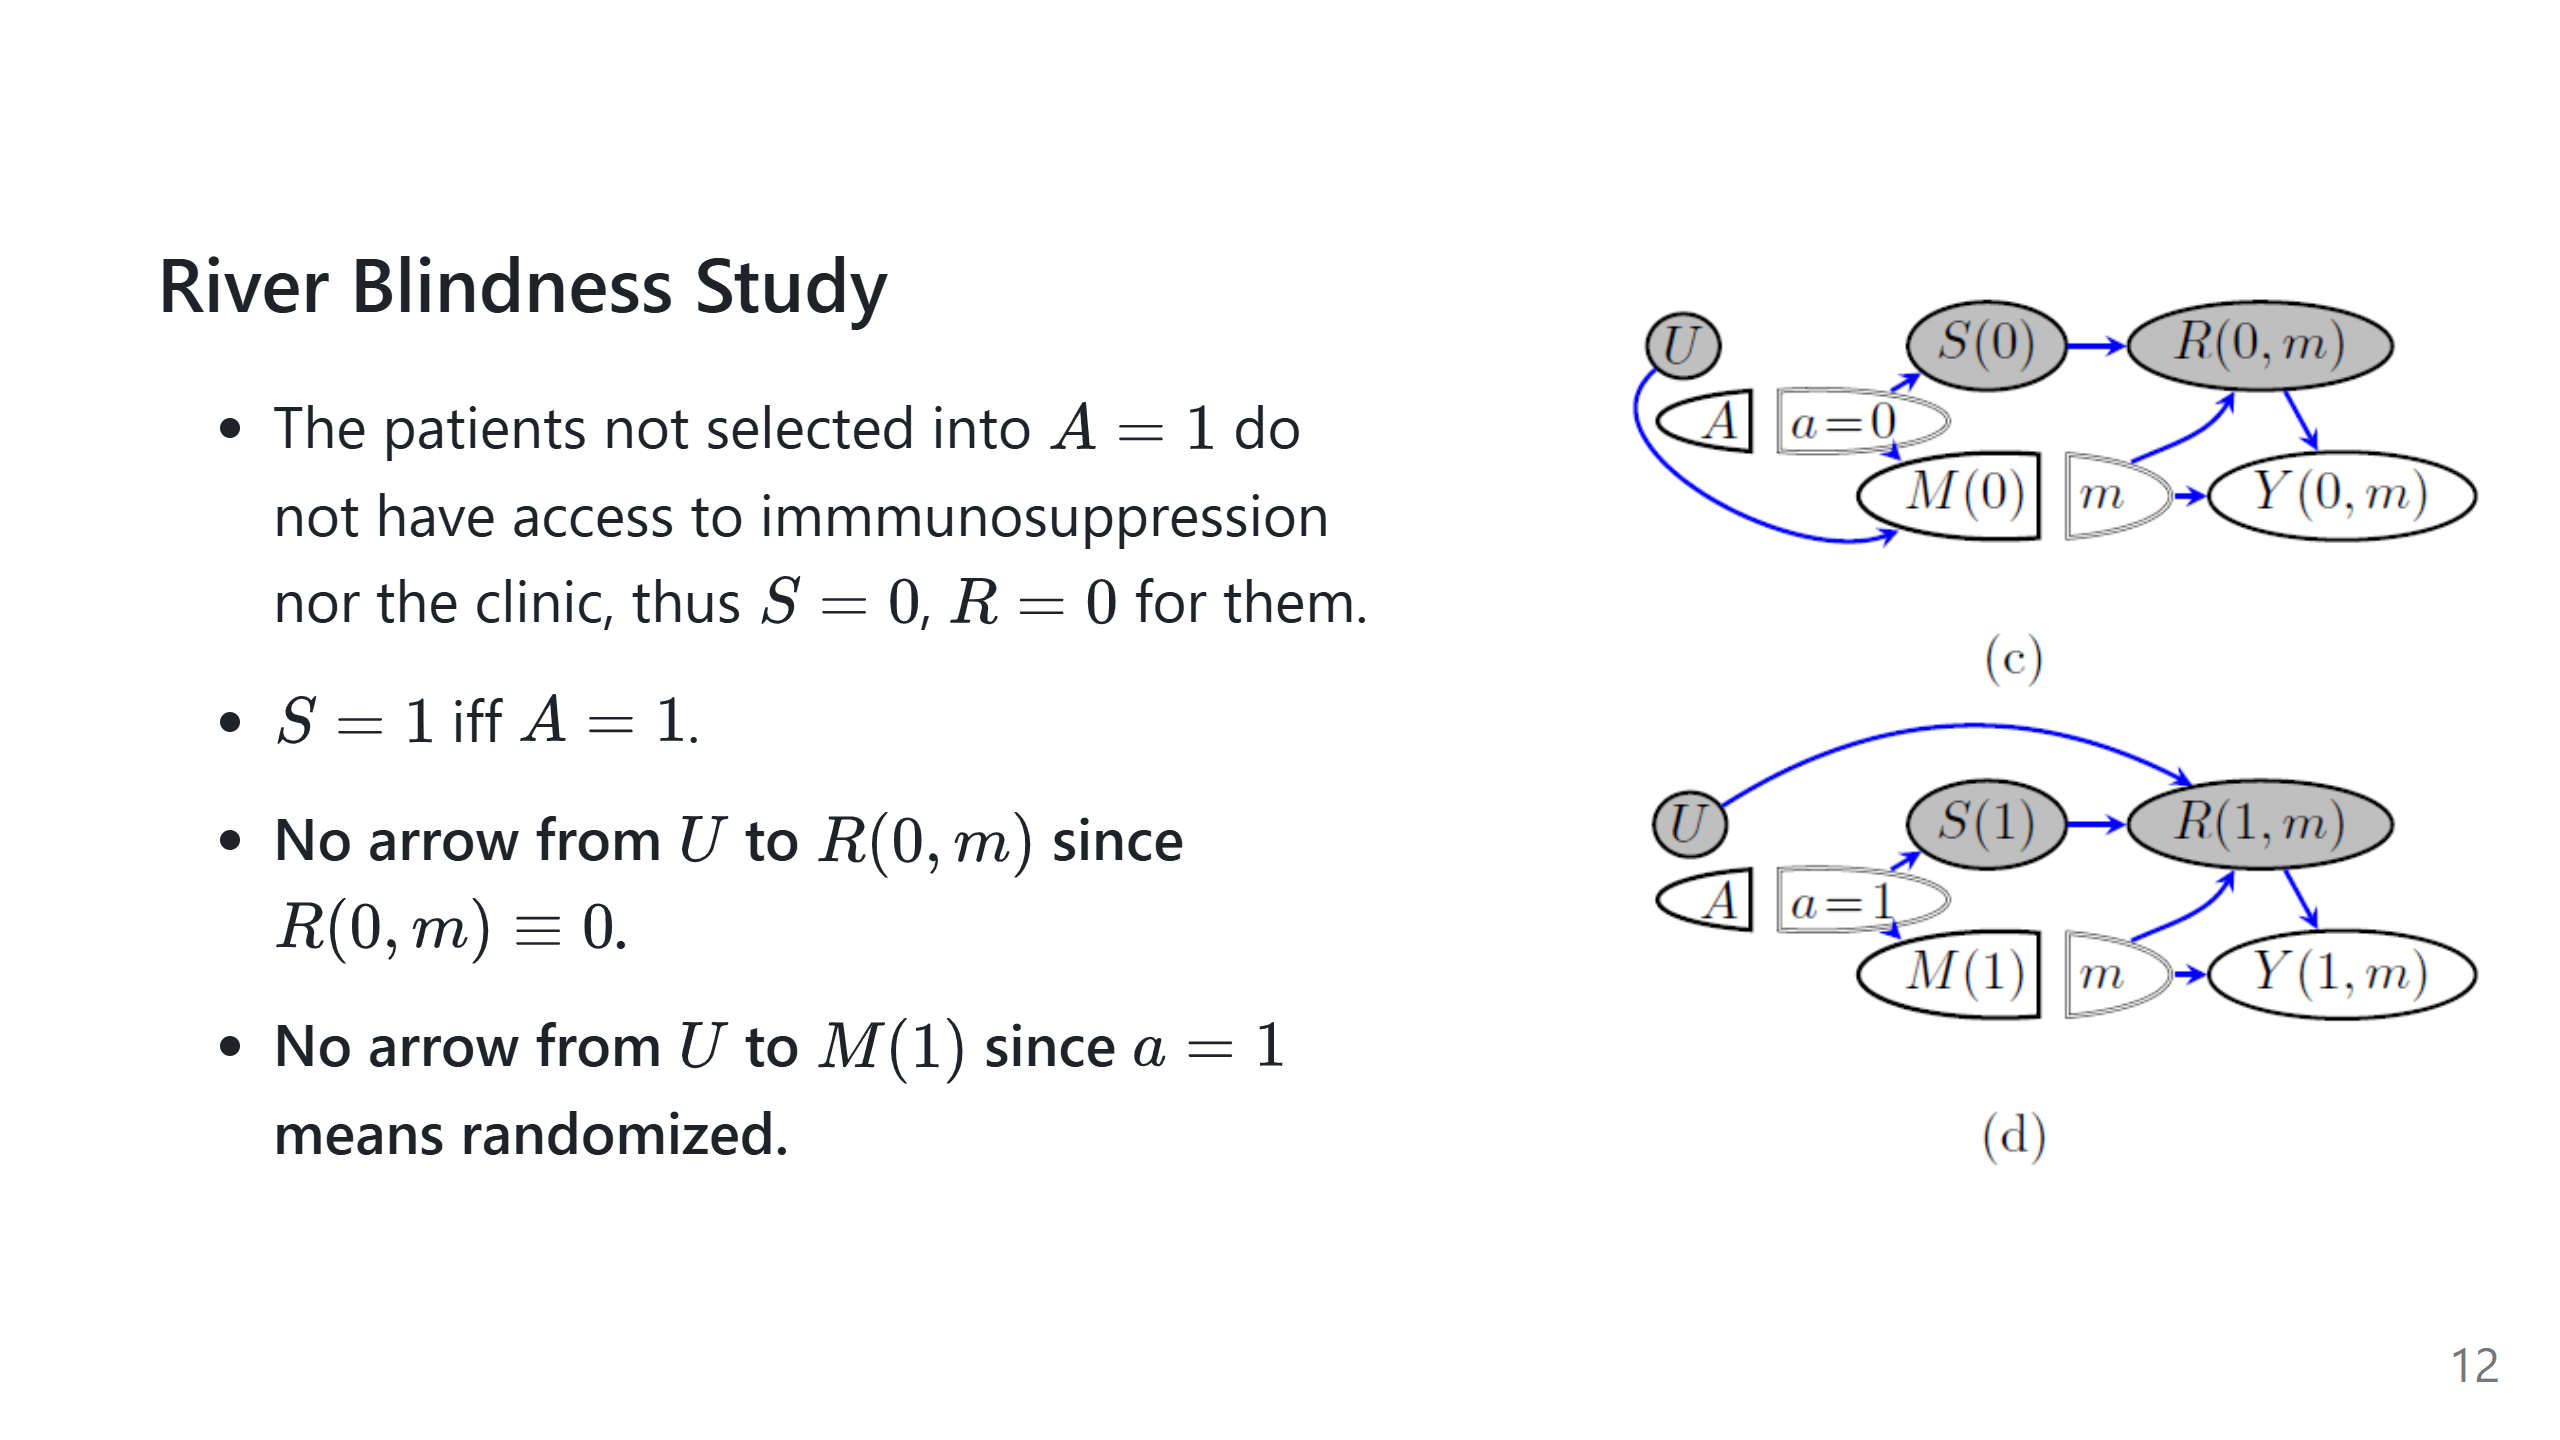 River Blindness Study
• The patients not selected into A = 1 do
not have access to immmunosuppression
nor the clinic, thus S = 0, R = 0 for them.
• S = 1 iff A = 1.
• No arrow from U to R(0, m) since
R(0, m) ≡ 0.
• No arrow from U to M(1) since a = 1
means randomized.
U S(0) R(0, m)
A a = 0
M(0) m Y(0, m)
(c)
U S(1) R(1, m)
A a = 1
M(1) m Y(1, m)
(d)
12